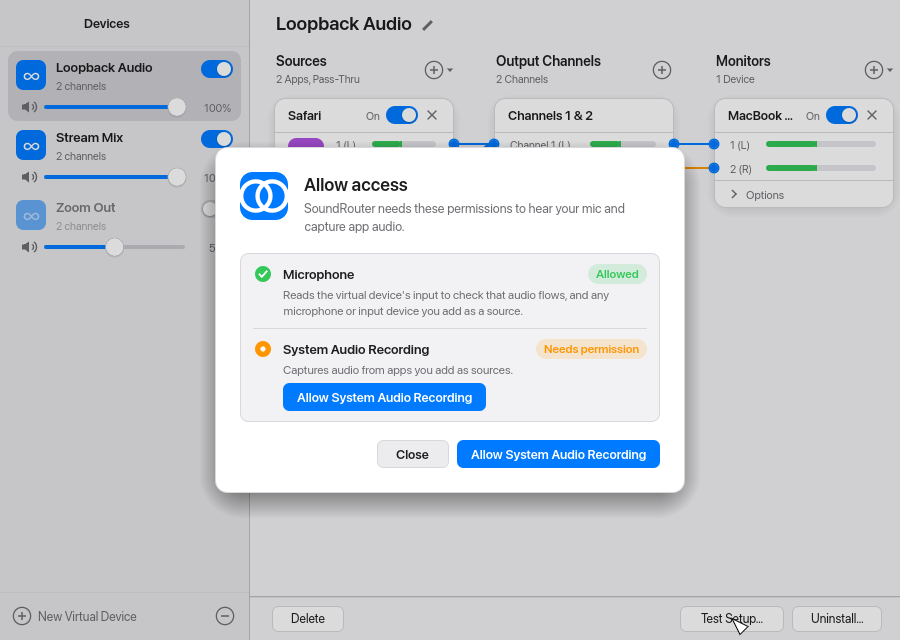 Devices
Loopback Audio
2 channels
100%
Stream Mix
2 channels
10
Zoom Out
2 channels
5
New Virtual Device
Loopback Audio
Sources
2 Apps, Pass-Thru
Output Channels
2 Channels
Monitors
1 Device
Safari
On
Channels 1 & 2
MacBook ...
On
1 (L)
Channel 1 (L)
1 (L)
2 (R)
Options
Allow access
SoundRouter needs these permissions to hear your mic and
capture app audio.
Microphone
Allowed
Reads the virtual device's input to check that audio flows, and any
microphone or input device you add as a source.
System Audio Recording
Needs permission
Captures audio from apps you add as sources.
Allow System Audio Recording
Close
Allow System Audio Recording
Delete
Test Setup...
Uninstall...